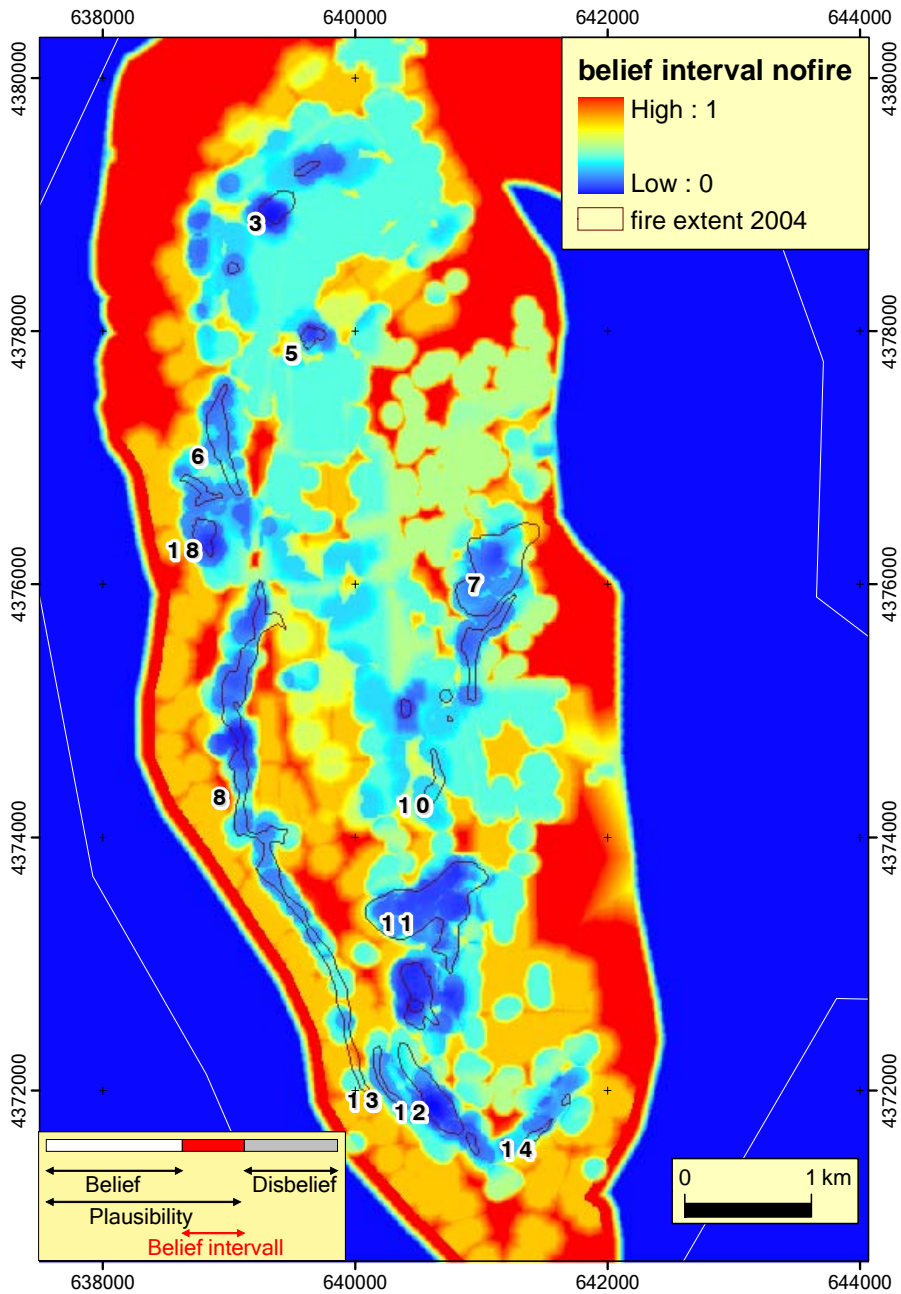 638000 640000 642000 644000
4380000 4380000
belief interval nofire
High : 1
Low : 0
fire extent 2004
3
4378000 4378000
5
6
18
7
4376000 4376000
8
10
4374000 4374000
11
4372000 4372000
13
12
14
0 1 km
Belief Disbelief
Plausibility
Belief intervall
638000 640000 642000 644000